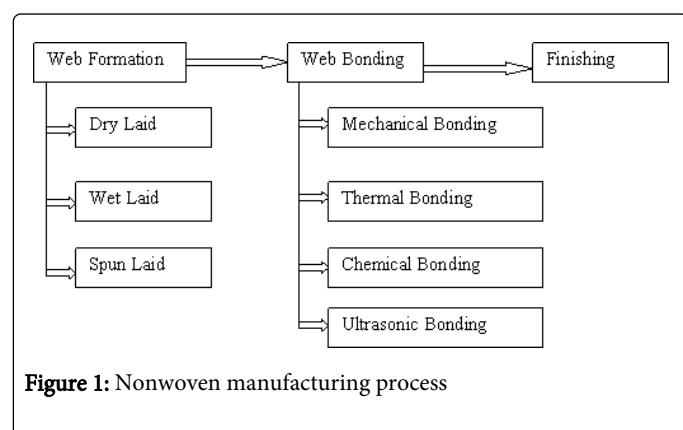 Web Formation
Web Bonding
Finishing
Dry Laid
Mechanical Bonding
Wet Laid
Thermal Bonding
Spun Laid
Chemical Bonding
Ultrasonic Bonding
Figure 1: Nonwoven manufacturing process